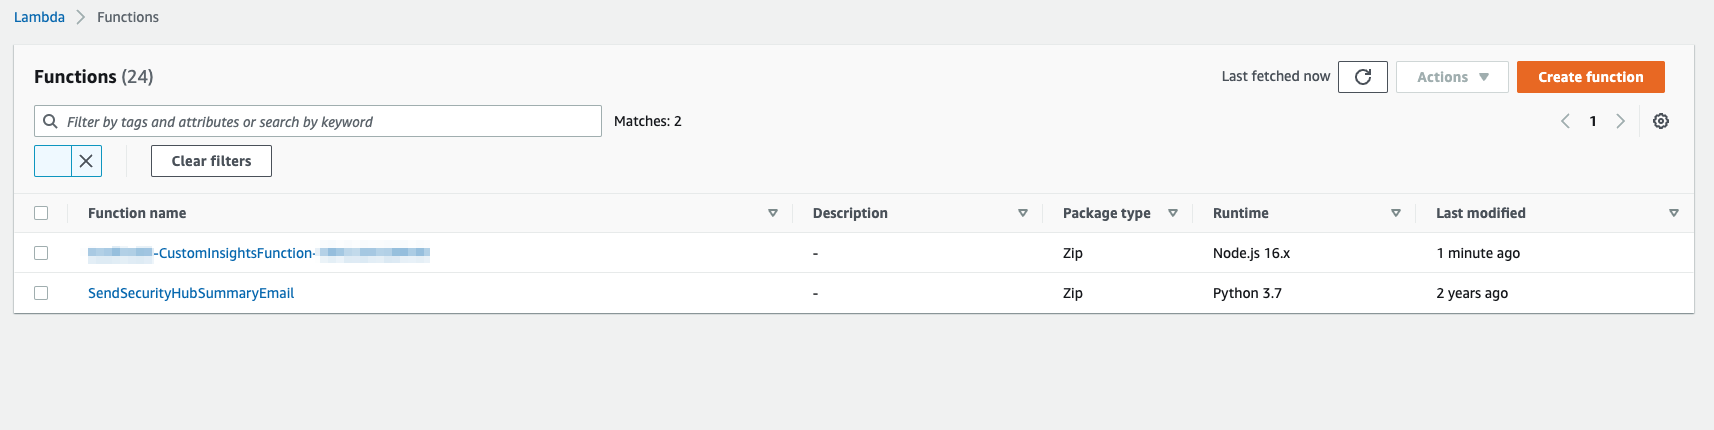 Lambda Functions
Functions (24) Last fetched now Actions Create function
Filter by tags and attributes or search by keyword Matches: 2 1
Clear filters
Function name Description Package type Runtime Last modified
-CustomInsightsFunction- - Zip Node.js 16.x 1 minute ago
SendSecurityHubSummaryEmail - Zip Python 3.7 2 years ago